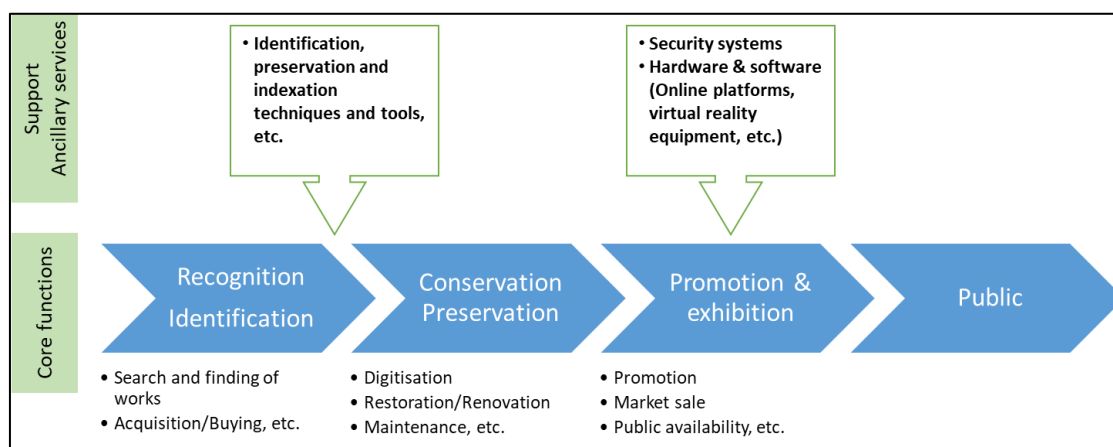 Support
Ancillary services
• Identification,
preservation and
indexation
techniques and tools,
etc.
• Security systems
• Hardware & software
(Online platforms,
virtual reality
equipment, etc.)
Core functions
Recognition
Identification
Conservation
Preservation
Promotion &
exhibition
Public
• Search and finding of
works
• Acquisition/Buying, etc.
• Digitisation
• Restoration/Renovation
• Maintenance, etc.
• Promotion
• Market sale
• Public availability, etc.